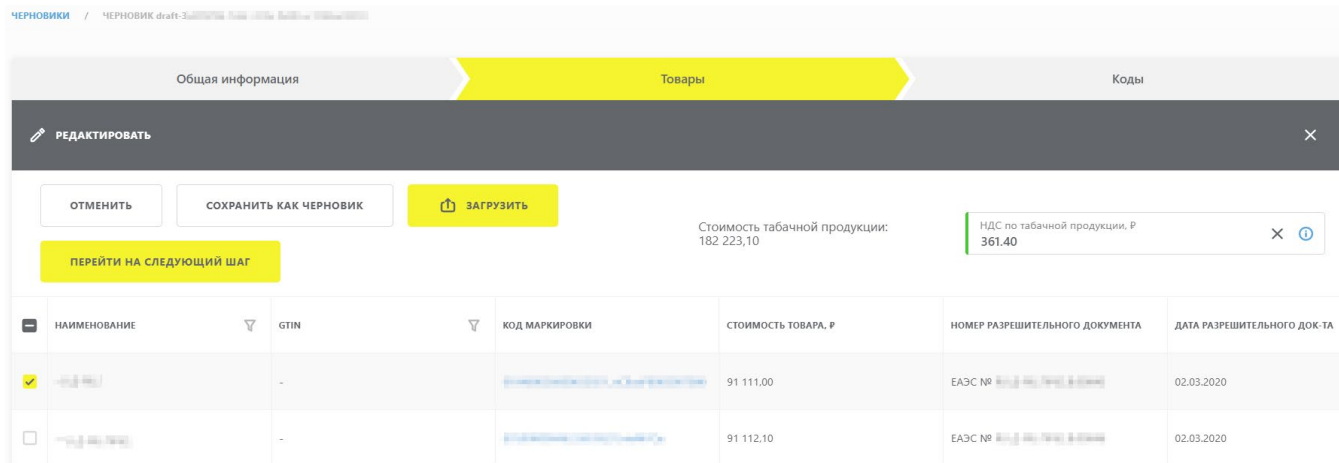 ЧЕРНОВИКИ / ЧЕРНОВИК draft-3
Общая информация
Товары
Коды
РЕДАКТИРОВАТЬ
ОТМЕНИТЬ
СОХРАНИТЬ КАК ЧЕРНОВИК
ЗАГРУЗИТЬ
ПЕРЕЙТИ НА СЛЕДУЮЩИЙ ШАГ
Стоимость табачной продукции:
182 223,10
НДС по табачной продукции, ₽
361.40
НАИМЕНОВАНИЕ GTIN КОД МАРКИРОВКИ СТОИМОСТЬ ТОВАРА, ₽ НОМЕР РАЗРЕШИТЕЛЬНОГО ДОКУМЕНТА ДАТА РАЗРЕШИТЕЛЬНОГО ДОК-ТА
- 91 111,00 ЕАЭС № 02.03.2020
- 91 112,10 ЕАЭС № 02.03.2020